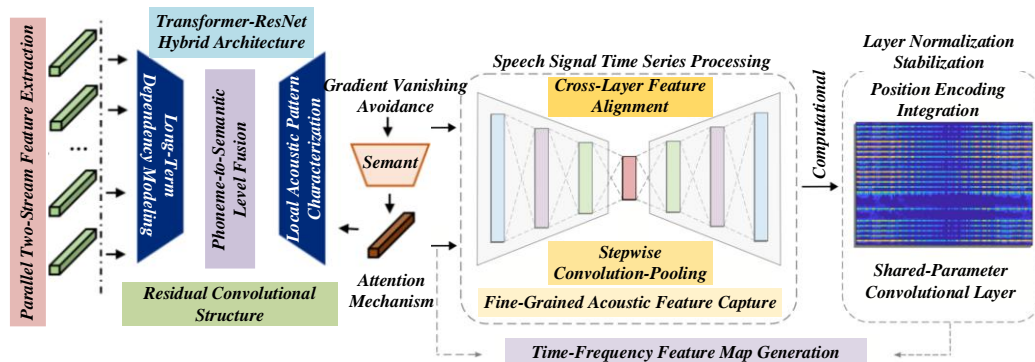 Parallel Two-Stream Feature Extraction
...
Transformer-ResNet
Hybrid Architecture
Long-Term
Dependency Modeling
Phoneme-to-Semantic
Level Fusion
Local Acoustic Pattern
Characterization
Residual Convolutional
Structure
Gradient Vanishing
Avoidance
Semant
Attention
Mechanism
Speech Signal Time Series Processing
Cross-Layer Feature
Alignment
Stepwise
Convolution-Pooling
Fine-Grained Acoustic Feature Capture
Computational
Layer Normalization
Stabilization
Position Encoding
Integration
Shared-Parameter
Convolutional Layer
Time-Frequency Feature Map Generation